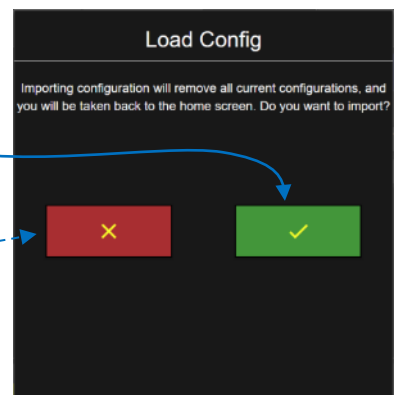 Load Config
Importing configuration will remove all current configurations, and
you will be taken back to the home screen. Do you want to import?